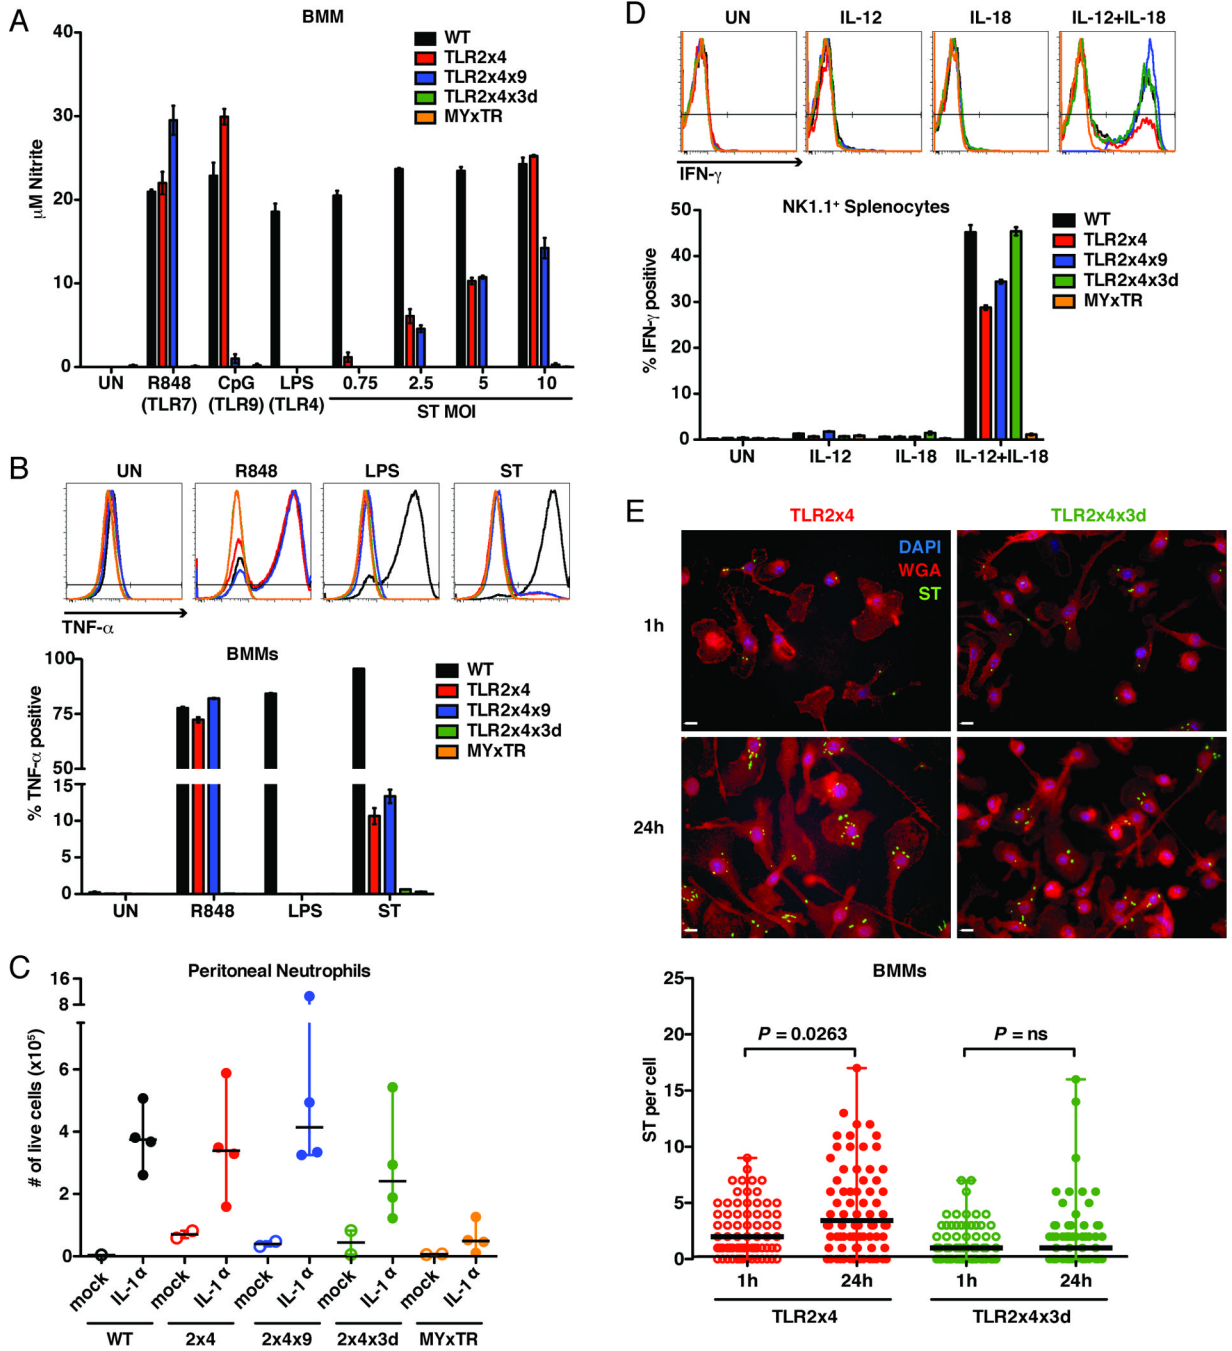 A
BMM
40
30
20
10
0
μM Nitrite
WT
TLR2x4
TLR2x4x9
TLR2x4x3d
MYxTR
UN
R848
(TLR7)
CpG
(TLR9)
LPS
(TLR4)
0.75
2.5
5
10
ST MOI
B
UN
R848
LPS
ST
TNF-α
BMMs
100
75
50
15
10
5
0
% TNF-α positive
WT
TLR2x4
TLR2x4x9
TLR2x4x3d
MYxTR
UN
R848
LPS
ST
C
Peritoneal Neutrophils
16
8
6
4
2
0
# of live cells (x10⁵)
mock
IL-1α
mock
IL-1α
mock
IL-1α
mock
IL-1α
mock
IL-1α
WT
2x4
2x4x9
2x4x3d
MYxTR
D
UN
IL-12
IL-18
IL-12+IL-18
IFN-γ
NK1.1⁺ Splenocytes
50
40
30
20
10
0
% IFN-γ positive
WT
TLR2x4
TLR2x4x9
TLR2x4x3d
MYxTR
UN
IL-12
IL-18
IL-12+IL-18
E
TLR2x4
TLR2x4x3d
DAPI
WGA
ST
1h
24h
BMMs
25
20
15
10
5
0
ST per cell
P = 0.0263
P = ns
1h
24h
1h
24h
TLR2x4
TLR2x4x3d